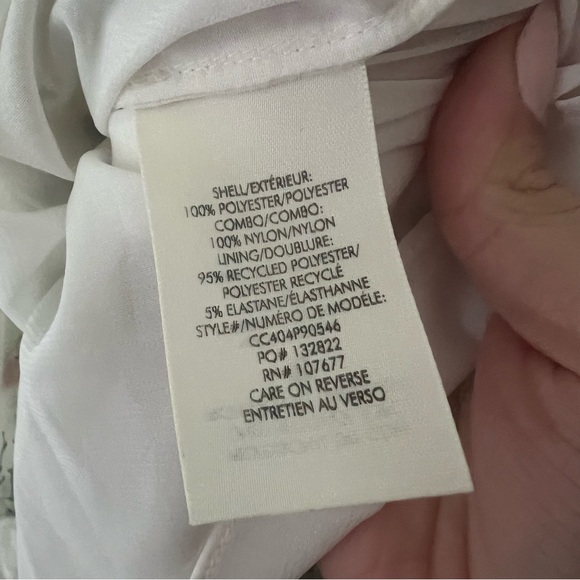 SHELL/EXTÉRIEUR:
100% POLYESTER/POLYESTER
COMBO/COMBO:
100% NYLON/NYLON
LINING/DOUBLURE:
95% RECYCLED POLYESTER/
POLYESTER RECYCLÉ
5% ELASTANE/ÉLASTHANNE
STYLE#/NUMÉRO DE MODÈLE:
CC404P90546
PO# 132822
RN# 107677
CARE ON REVERSE
ENTRETIEN AU VERSO